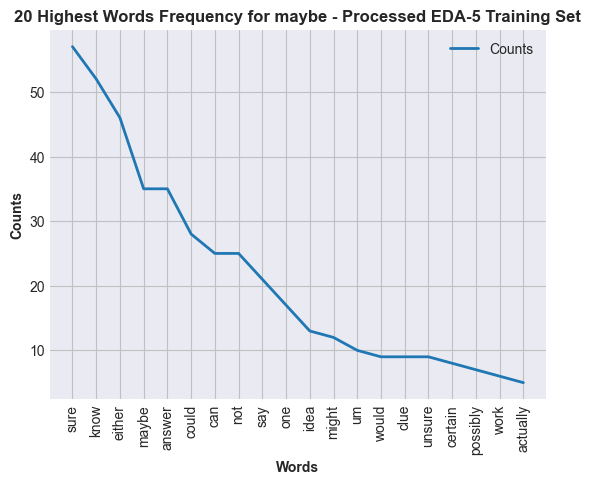 20 Highest Words Frequency for maybe - Processed EDA-5 Training Set
Counts
50
40
30
20
10
Counts
sure
know
either
maybe
answer
could
can
not
say
one
idea
might
um
would
clue
unsure
certain
possibly
work
actually
Words